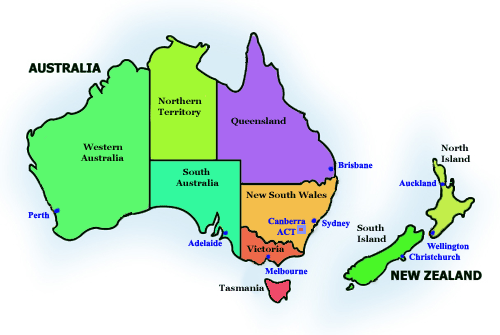 AUSTRALIA
Northern
Territory
Queensland
Western
Australia
South
Australia
New South Wales
Brisbane
Perth
Canberra
ACT
Sydney
Adelaide
Victoria
Melbourne
Tasmania
North
Island
Auckland
South
Island
Wellington
Christchurch
NEW ZEALAND